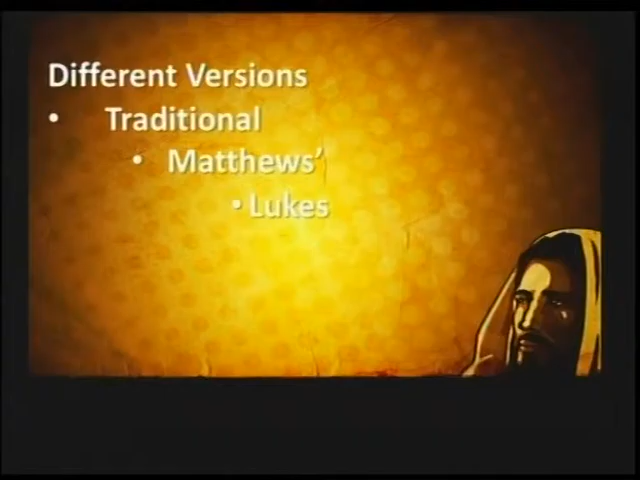 Different Versions
• Traditional
• Matthews'
• Lukes